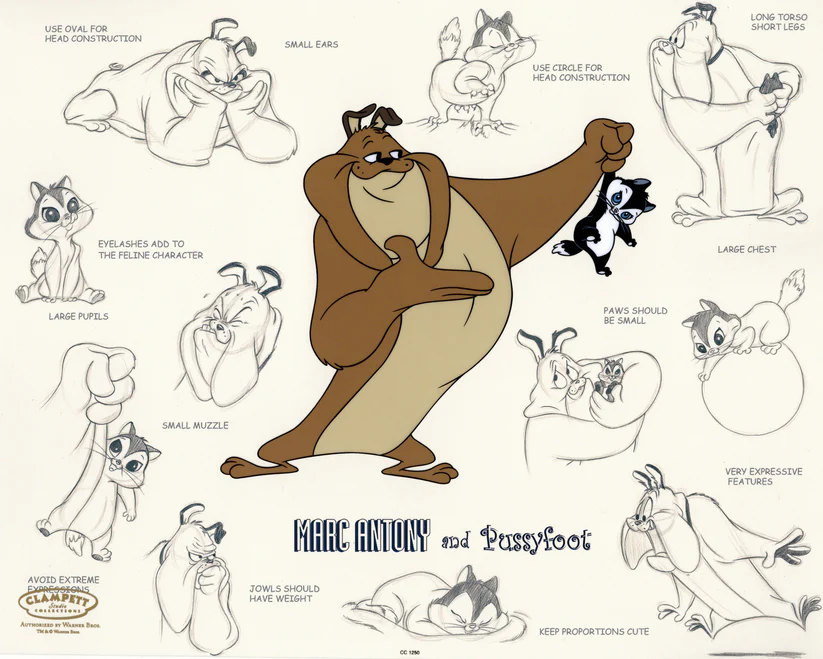 USE OVAL FOR
HEAD CONSTRUCTION
SMALL EARS
USE CIRCLE FOR
HEAD CONSTRUCTION
LONG TORSO
SHORT LEGS
EYELASHES ADD TO
THE FELINE CHARACTER
LARGE CHEST
LARGE PUPILS
PAWS SHOULD
BE SMALL
SMALL MUZZLE
VERY EXPRESSIVE
FEATURES
MARC ANTONY and Pussyfoot
AVOID EXTREME
EXPRESSIONS
JOWLS SHOULD
HAVE WEIGHT
KEEP PROPORTIONS CUTE
CLAMPETT
Studio
COLLECTIONS
AUTHORIZED BY WARNER BROS.
TM & © Warner Bros.
CC 1250